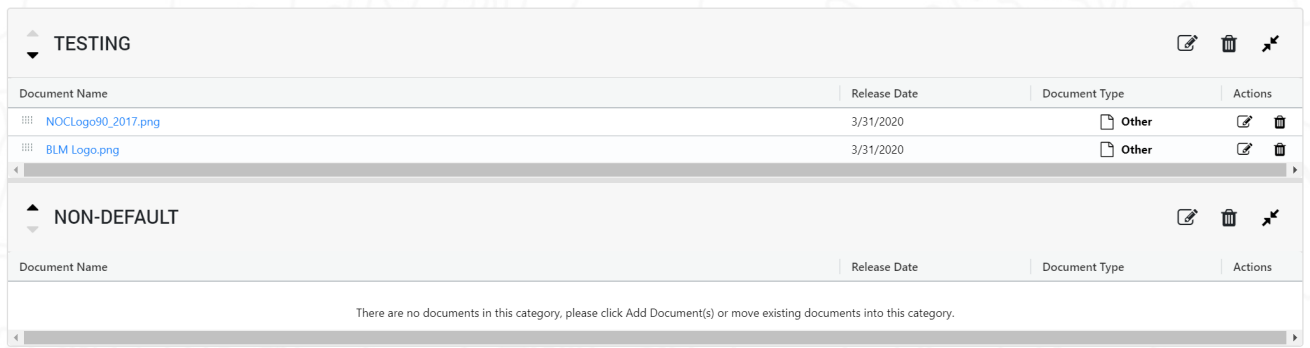 TESTING
Document Name Release Date Document Type Actions
NOCLogo90_2017.png 3/31/2020 Other
BLM Logo.png 3/31/2020 Other
NON-DEFAULT
Document Name Release Date Document Type Actions
There are no documents in this category, please click Add Document(s) or move existing documents into this category.